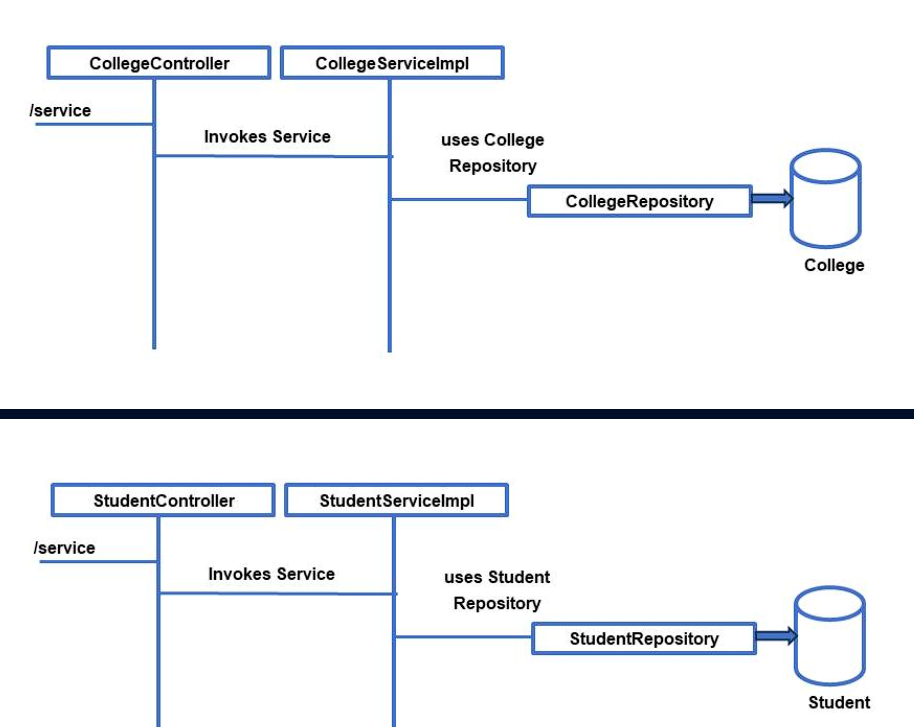 CollegeController
CollegeServiceImpl
/service
Invokes Service
uses College
Repository
CollegeRepository
College
StudentController
StudentServiceImpl
/service
Invokes Service
uses Student
Repository
StudentRepository
Student